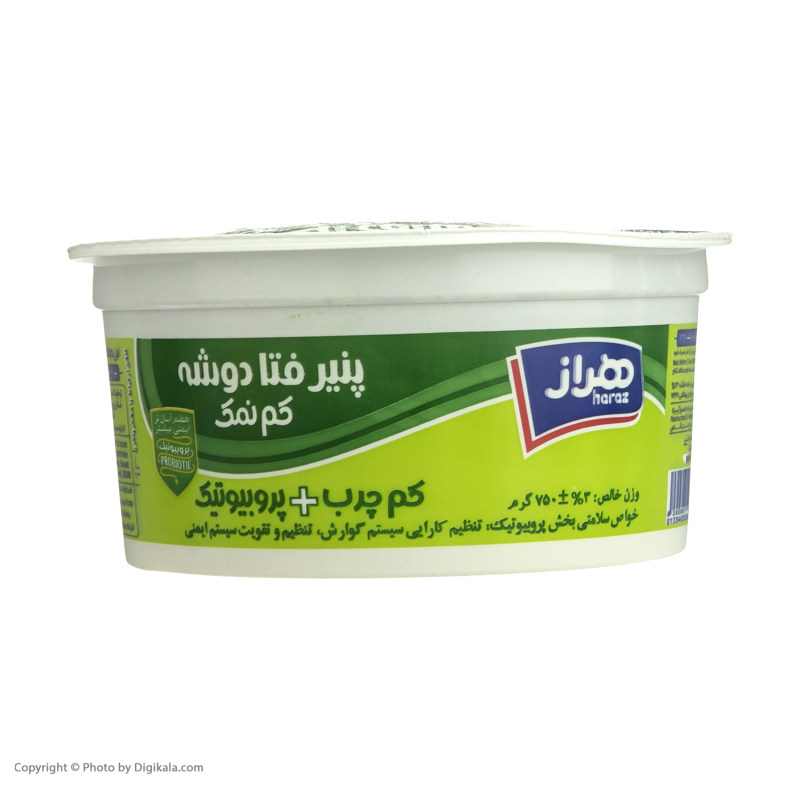 هراز
haraz
پنیر فتا دوشه
کم نمک
پروبیوتیک
PROBIOTIC
کم چرب + پروبیوتیک
وزن خالص: ۳% ± ۷۵۰ گرم
خواص سلامتی بخش پروبیوتیک: تنظیم کارایی سیستم گوارش، تنظیم و تقویت سیستم ایمنی
Copyright © Photo by Digikala.com